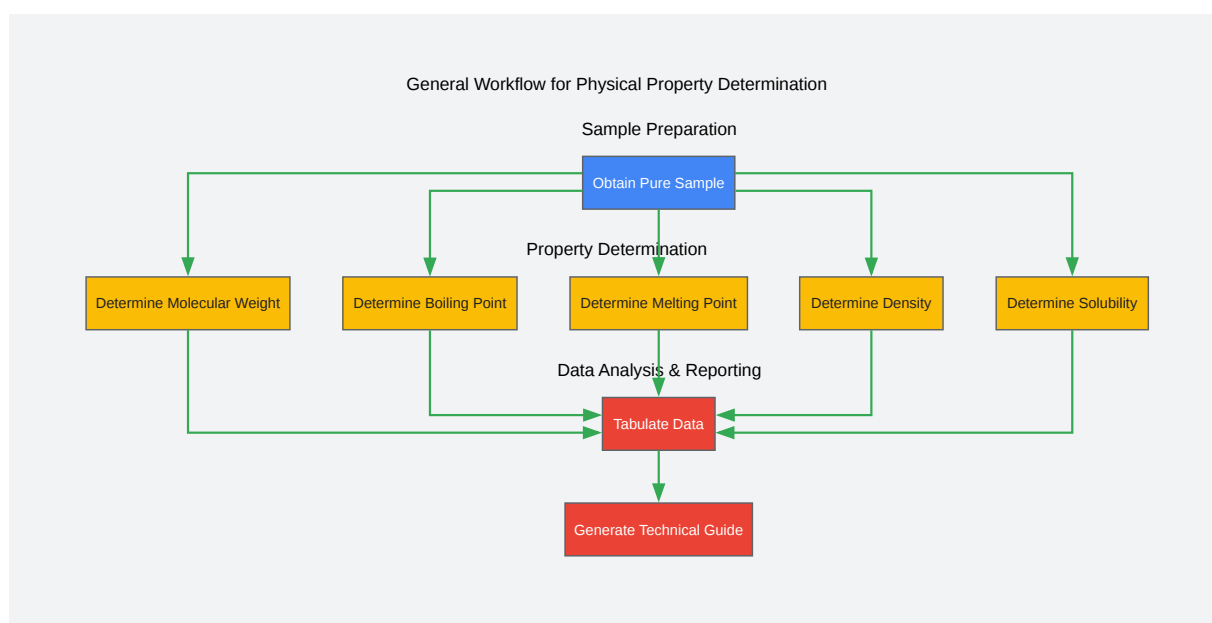 General Workflow for Physical Property Determination
Sample Preparation
Obtain Pure Sample
Property Determination
Determine Molecular Weight
Determine Boiling Point
Determine Melting Point
Determine Density
Determine Solubility
Data Analysis & Reporting
Tabulate Data
Generate Technical Guide